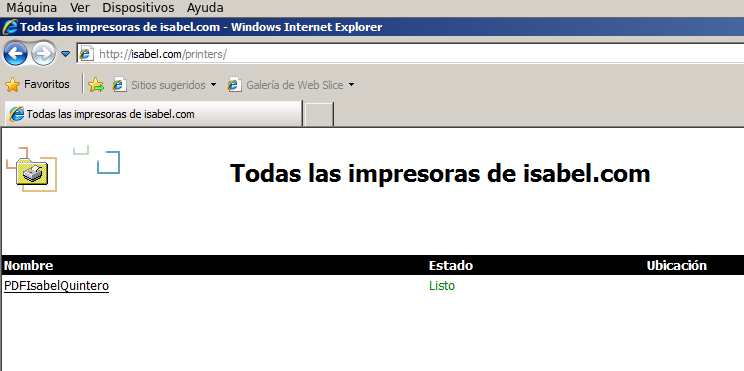 Máquina Ver Dispositivos Ayuda
Todas las impresoras de isabel.com - Windows Internet Explorer
http://isabel.com/printers/
Favoritos Sitios sugeridos Galería de Web Slice
Todas las impresoras de isabel.com
Todas las impresoras de isabel.com
Nombre Estado Ubicación
PDFIsabelQuintero Listo